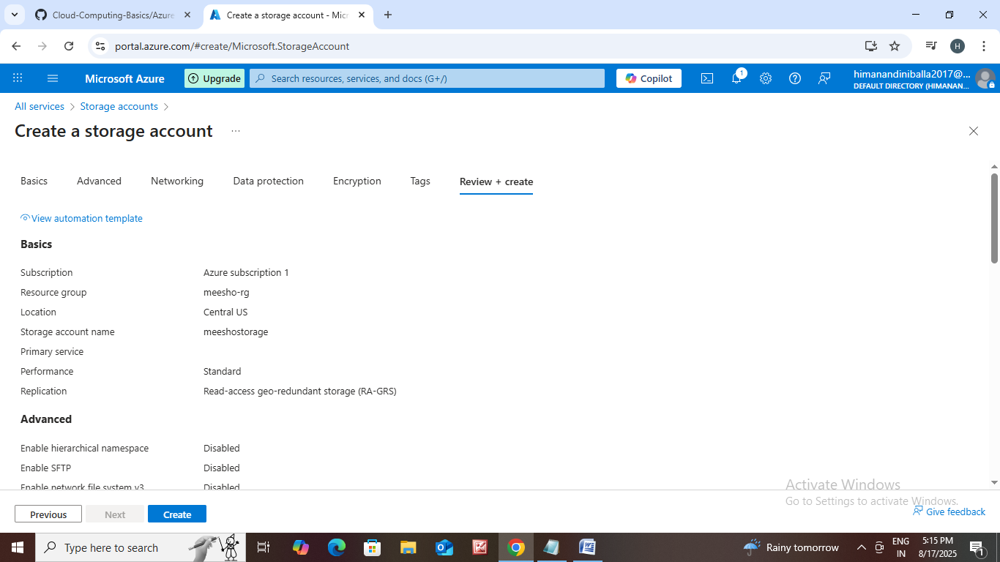 Cloud-Computing-Basics/Azure
Create a storage account - Micr
portal.azure.com/#create/Microsoft.StorageAccount
H
Microsoft Azure
Upgrade
Search resources, services, and docs (G+/)
Copilot
1
himanandiniballa2017@...
DEFAULT DIRECTORY (HIMANAN...
All services > Storage accounts >
Create a storage account ...
Basics
Advanced
Networking
Data protection
Encryption
Tags
Review + create
View automation template
Basics
Subscription Azure subscription 1
Resource group meesho-rg
Location Central US
Storage account name meeshostorage
Primary service
Performance Standard
Replication Read-access geo-redundant storage (RA-GRS)
Advanced
Enable hierarchical namespace Disabled
Enable SFTP Disabled
Enable network file system v3 Disabled
Activate Windows
Go to Settings to activate Windows.
Previous
Next
Create
Give feedback
Type here to search
Rainy tomorrow
ENG
IN
5:15 PM
8/17/2025
1